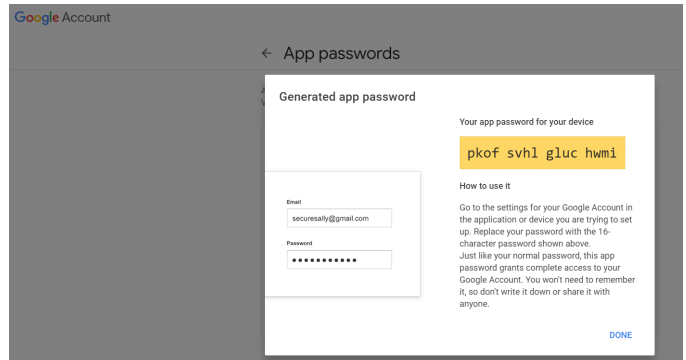 Google Account
← App passwords
Generated app password
Your app password for your device
pkof svhl gluc hwmi
How to use it
Go to the settings for your Google Account in
the application or device you are trying to set
up. Replace your password with the 16-
character password shown above.
Just like your normal password, this app
password grants complete access to your
Google Account. You won't need to remember
it, so don't write it down or share it with
anyone.
Email
securesally@gmail.com
Password
•••••••••••
DONE